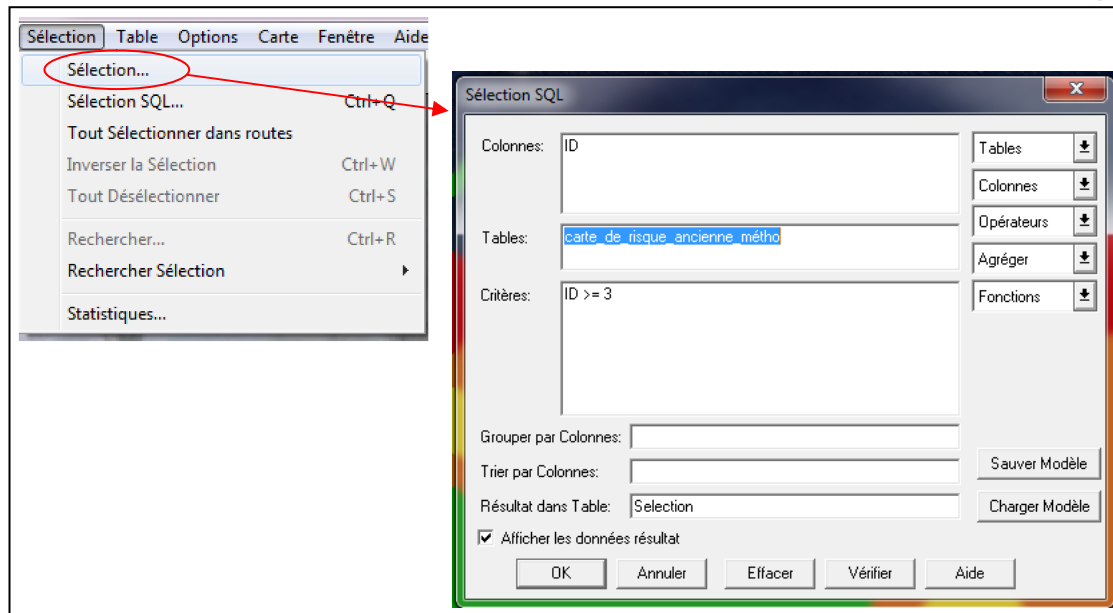 Sélection Table Options Carte Fenêtre Aide
Sélection...
Sélection SQL... Ctrl+Q
Tout Sélectionner dans routes
Inverser la Sélection Ctrl+W
Tout Désélectionner Ctrl+S
Rechercher... Ctrl+R
Rechercher Sélection
Statistiques...
Sélection SQL
Colonnes: ID
Tables
Colonnes
Opérateurs
Tables: carte_de_risque_ancienne_métho
Agréger
Critères: ID >= 3
Fonctions
Grouper par Colonnes:
Trier par Colonnes:
Sauver Modèle
Résultat dans Table: Selection
Charger Modèle
Afficher les données résultat
OK Annuler Effacer Vérifier Aide